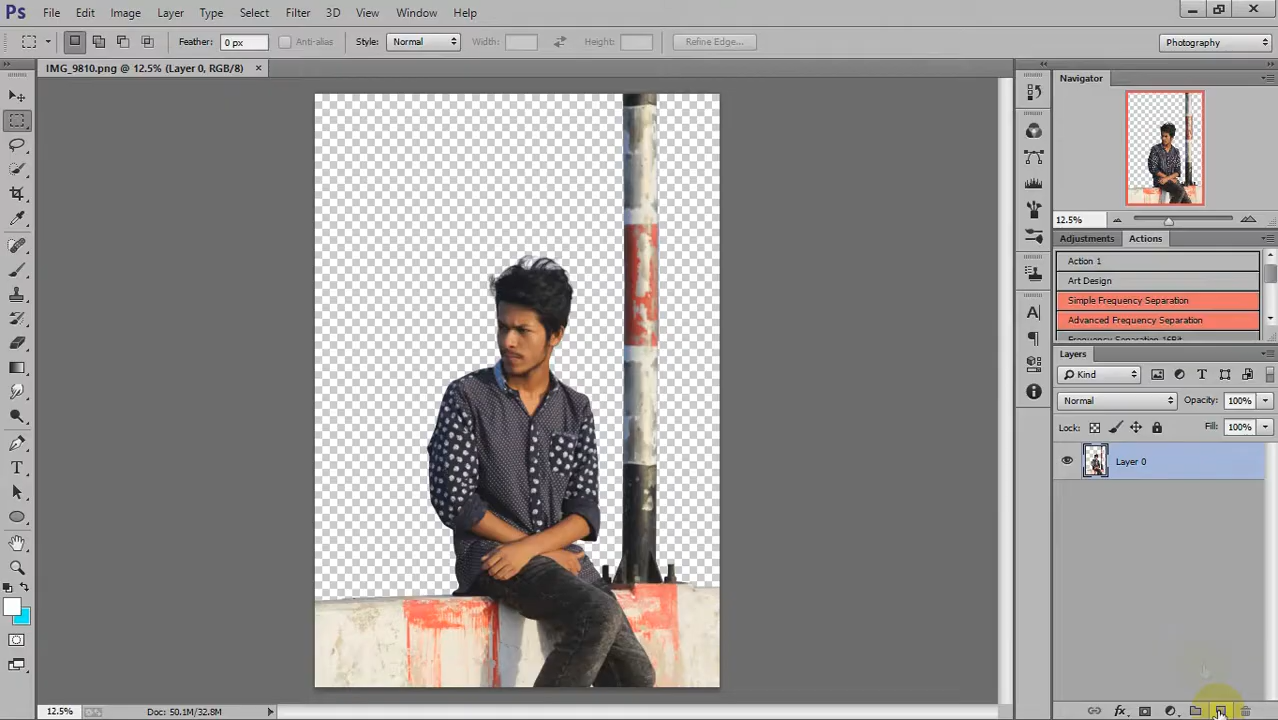 Ps File Edit Image Layer Type Select Filter 3D View Window Help
Feather: 0 px Anti-alias Style: Normal Width: Height: Refine Edge... Photography
IMG_9810.png @ 12.5% (Layer 0, RGB/8) ×
Navigator
12.5%
Adjustments Actions
Action 1
Art Design
Simple Frequency Separation
Advanced Frequency Separation
Frequency Separation 16Bit
Layers
Kind
Normal Opacity: 100%
Lock: Fill: 100%
Layer 0
12.5% Doc: 50.1M/32.8M